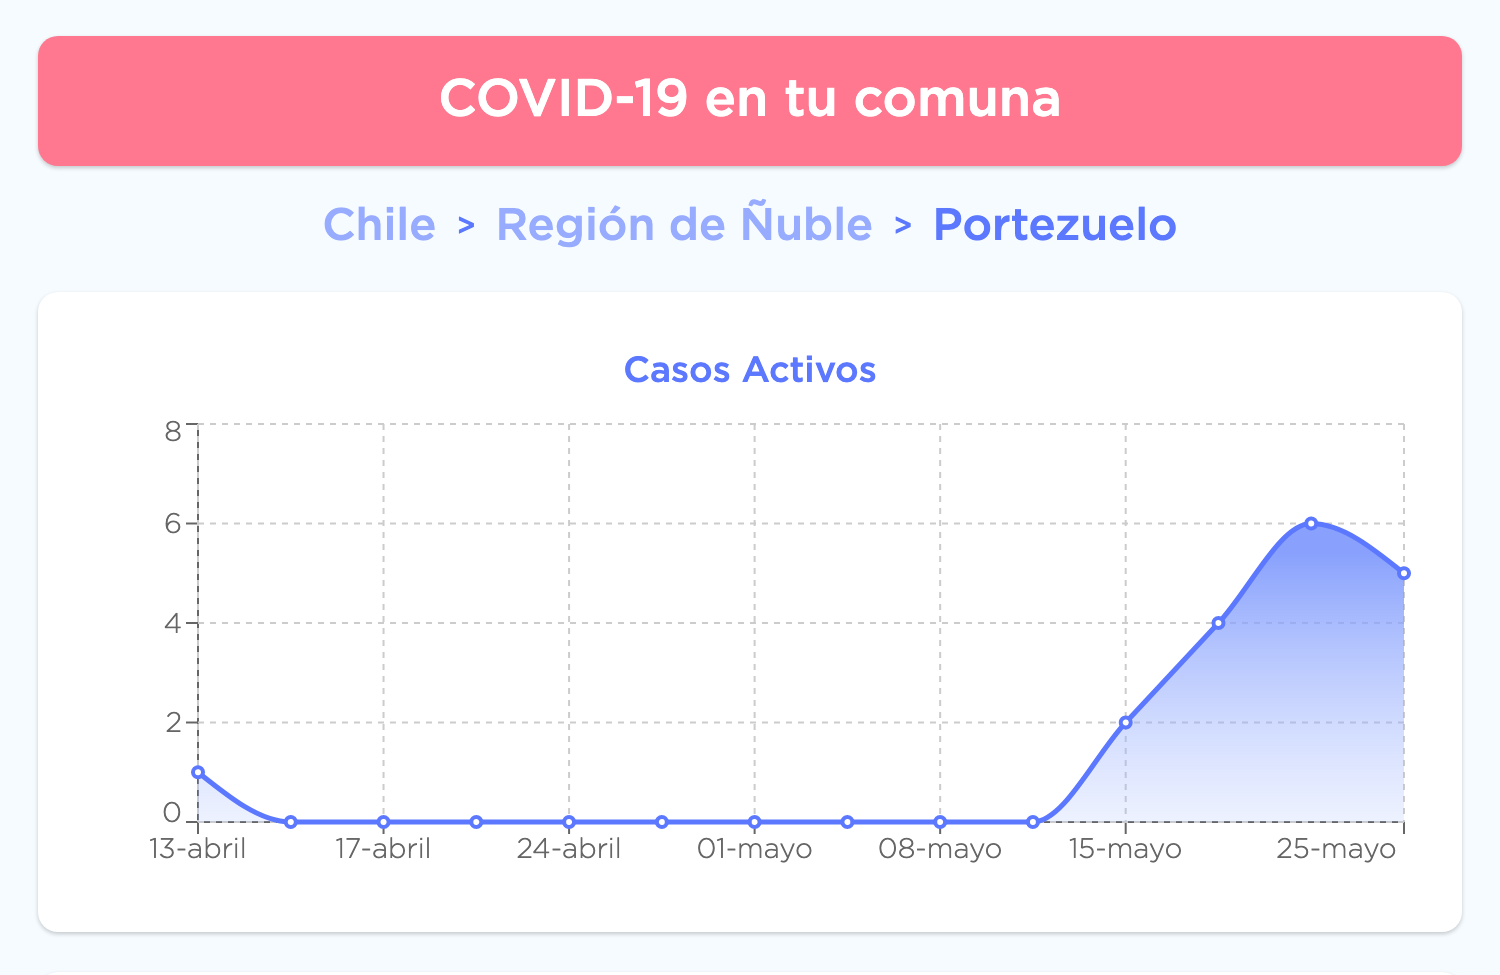 COVID-19 en tu comuna
Chile > Región de Ñuble > Portezuelo
Casos Activos
8
6
4
2
0
13-abril 17-abril 24-abril 01-mayo 08-mayo 15-mayo 25-mayo